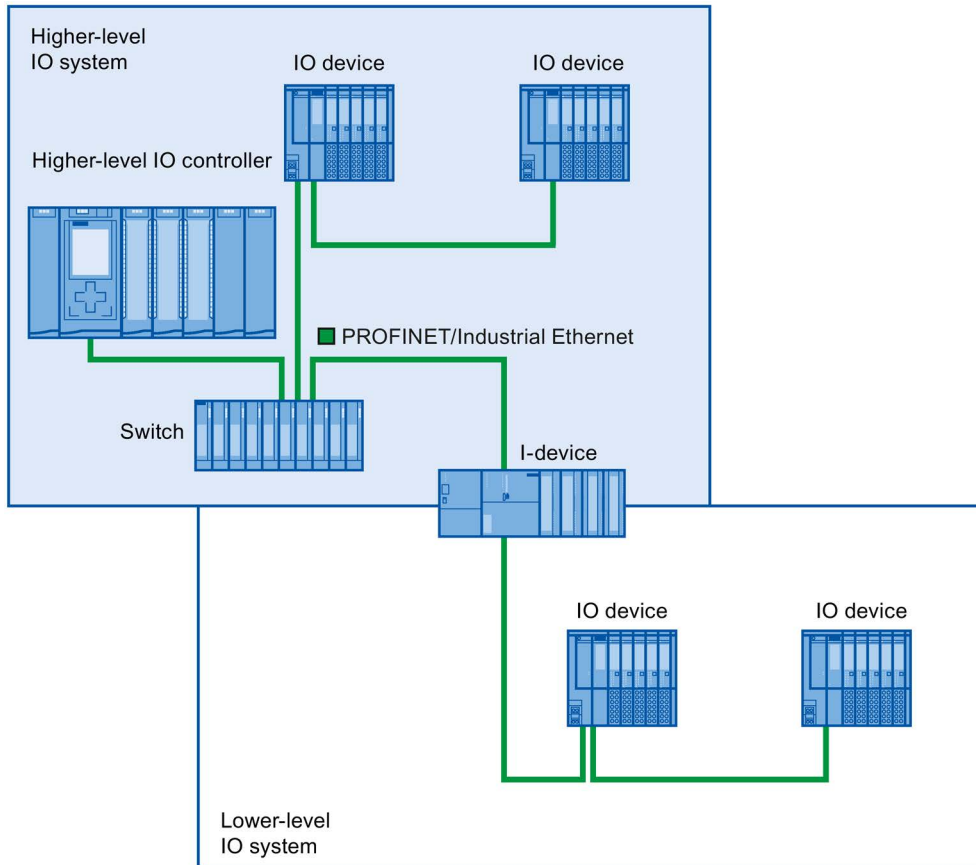 Higher-level
IO system
IO device
IO device
Higher-level IO controller
PROFINET/Industrial Ethernet
Switch
I-device
IO device
IO device
Lower-level
IO system